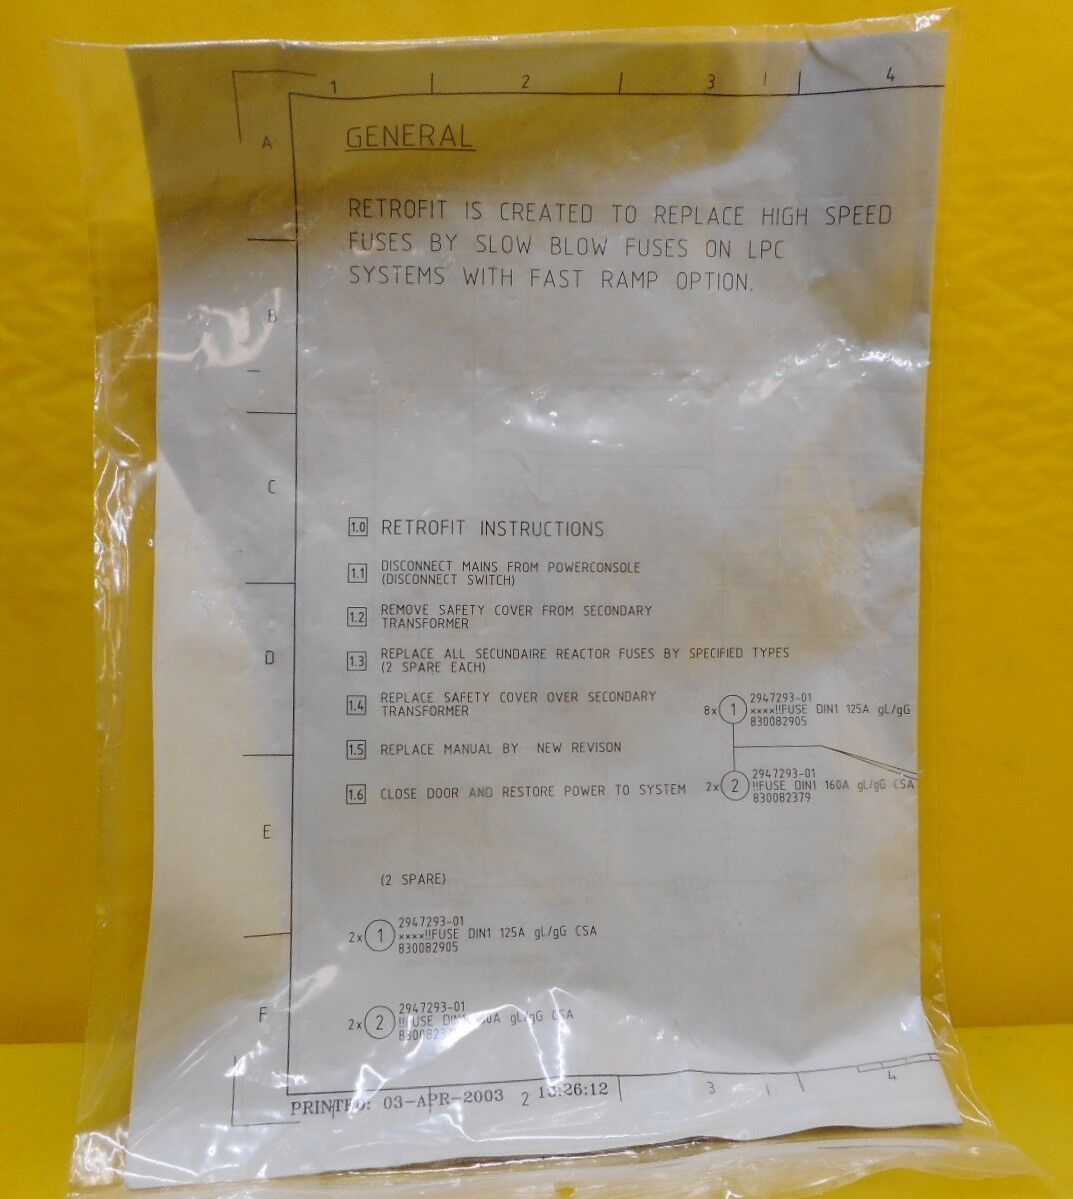 1 2 3 4
A
GENERAL
RETROFIT IS CREATED TO REPLACE HIGH SPEED
FUSES BY SLOW BLOW FUSES ON LPC
SYSTEMS WITH FAST RAMP OPTION.
B
C
1.0 RETROFIT INSTRUCTIONS
1.1 DISCONNECT MAINS FROM POWERCONSOLE
(DISCONNECT SWITCH)
1.2 REMOVE SAFETY COVER FROM SECONDARY
TRANSFORMER
D
1.3 REPLACE ALL SECUNDAIRE REACTOR FUSES BY SPECIFIED TYPES
(2 SPARE EACH)
1.4 REPLACE SAFETY COVER OVER SECONDARY
TRANSFORMER
8x 1 2947293-01
xxxx!!FUSE DIN1 125A gL/gG
830082905
1.5 REPLACE MANUAL BY NEW REVISON
1.6 CLOSE DOOR AND RESTORE POWER TO SYSTEM
2x 2 2947293-01
!!FUSE DIN1 160A gL/gG CSA
830082379
E
(2 SPARE)
2x 1 2947293-01
xxxx!!FUSE DIN1 125A gL/gG CSA
830082905
F
2x 2 2947293-01
!!FUSE gL/gG CSA
PRINTED: 03-APR-2003
2 3 4